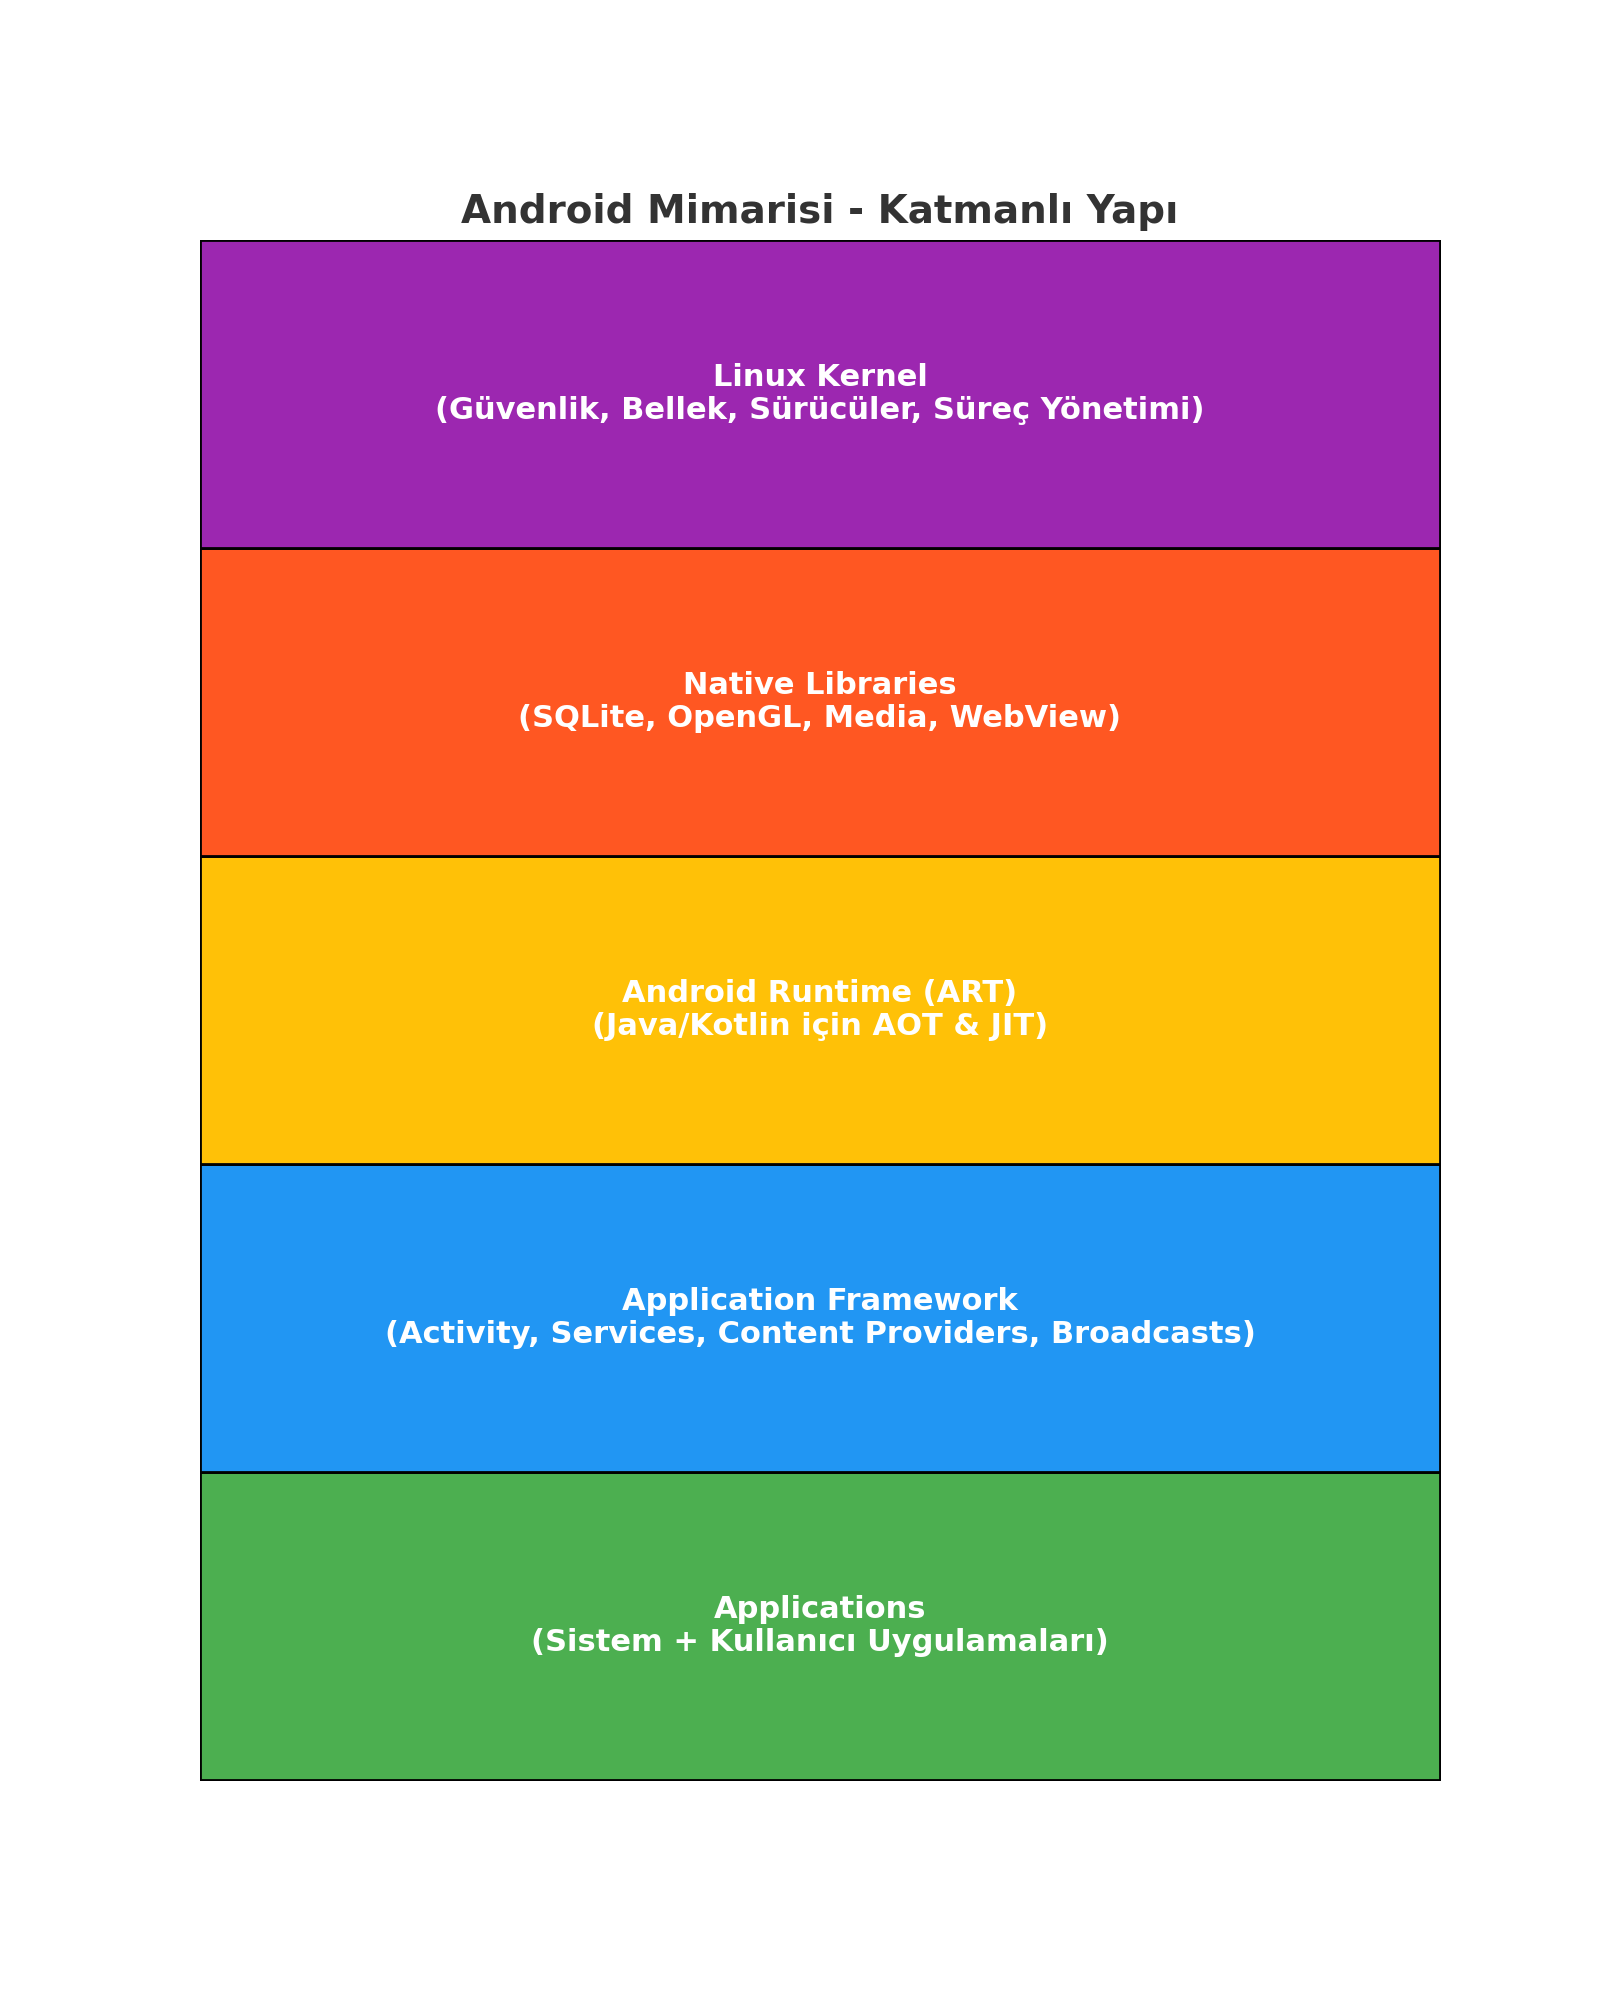 Android Mimarisi - Katmanlı Yapı
Linux Kernel
(Güvenlik, Bellek, Sürücüler, Süreç Yönetimi)
Native Libraries
(SQLite, OpenGL, Media, WebView)
Android Runtime (ART)
(Java/Kotlin için AOT & JIT)
Application Framework
(Activity, Services, Content Providers, Broadcasts)
Applications
(Sistem + Kullanıcı Uygulamaları)